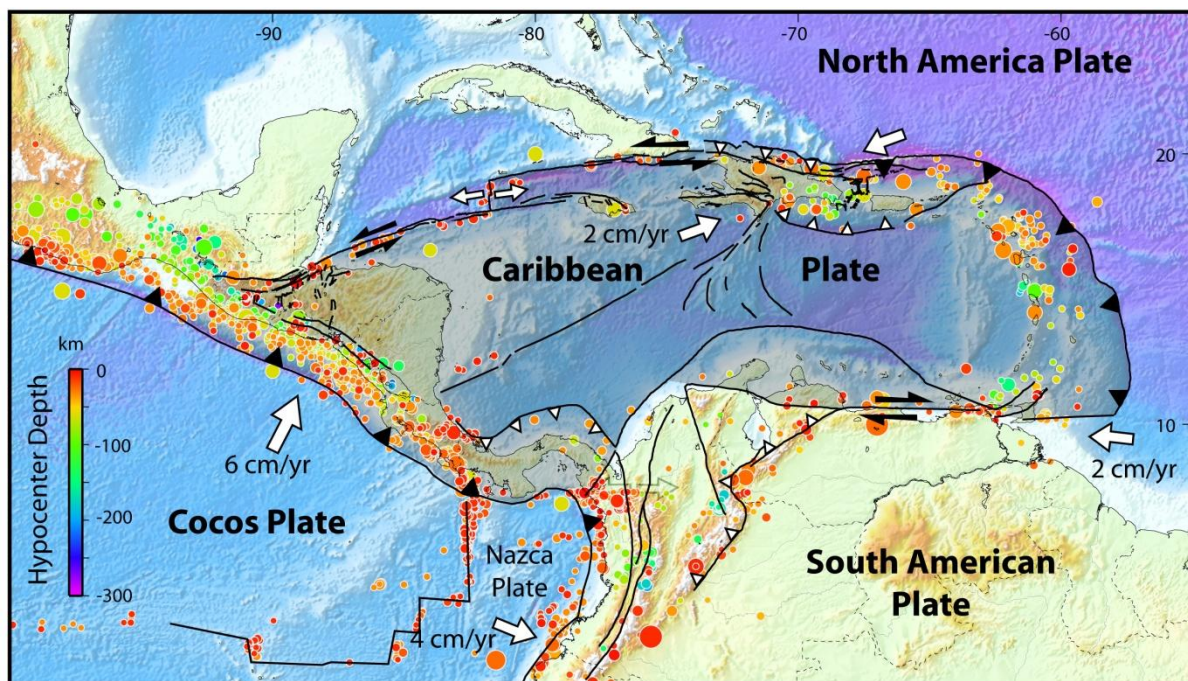 -90
-80
-70
-60
North America Plate
20
2 cm/yr
Caribbean
Plate
km
0
-100
-200
-300
Hypocenter Depth
6 cm/yr
10
2 cm/yr
Cocos Plate
Nazca
Plate
South American
Plate
4 cm/yr